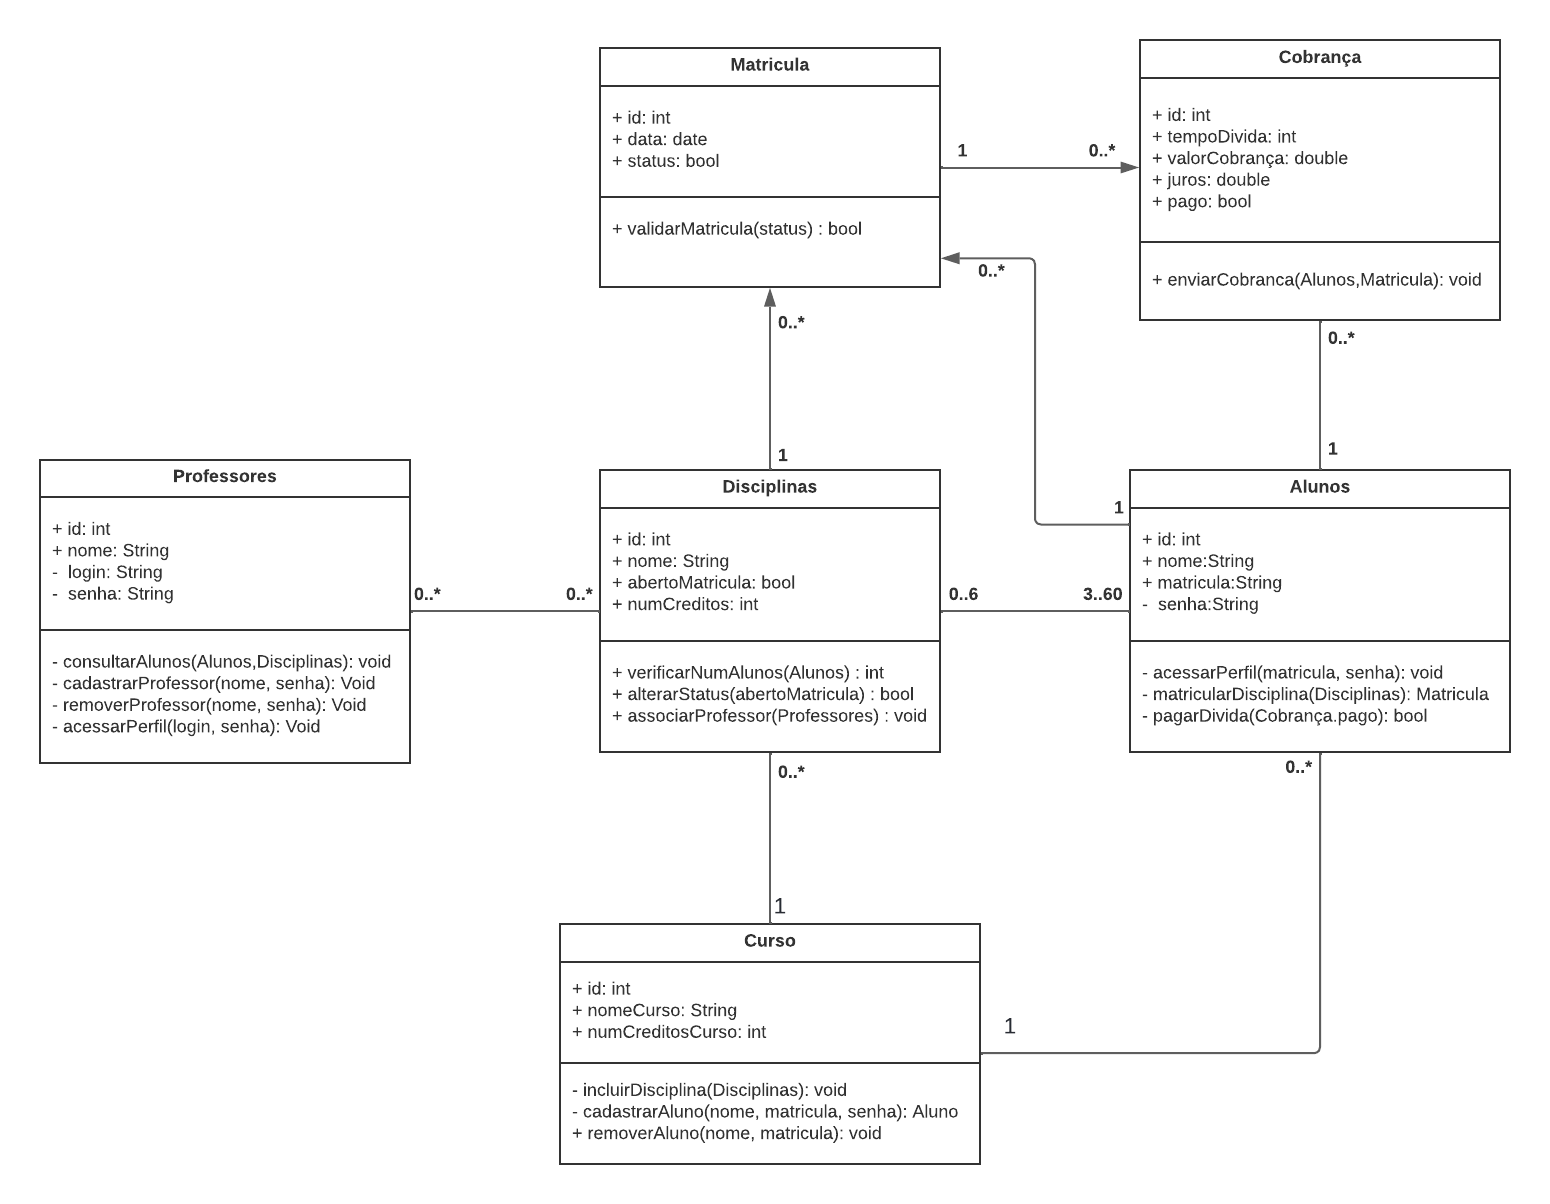 Matricula
+ id: int
+ data: date
+ status: bool
+ validarMatricula(status) : bool
1
0..*
Cobrança
+ id: int
+ tempoDivida: int
+ valorCobrança: double
+ juros: double
+ pago: bool
+ enviarCobranca(Alunos,Matricula): void
0..*
0..*
0..*
1
1
1
Professores
+ id: int
+ nome: String
- login: String
- senha: String
- consultarAlunos(Alunos,Disciplinas): void
- cadastrarProfessor(nome, senha): Void
- removerProfessor(nome, senha): Void
- acessarPerfil(login, senha): Void
0..*
0..*
Disciplinas
+ id: int
+ nome: String
+ abertoMatricula: bool
+ numCreditos: int
+ verificarNumAlunos(Alunos) : int
+ alterarStatus(abertoMatricula) : bool
+ associarProfessor(Professores) : void
0..6
3..60
Alunos
+ id: int
+ nome:String
+ matricula:String
- senha:String
- acessarPerfil(matricula, senha): void
- matricularDisciplina(Disciplinas): Matricula
- pagarDivida(Cobrança.pago): bool
0..*
0..*
1
Curso
+ id: int
+ nomeCurso: String
+ numCreditosCurso: int
- incluirDisciplina(Disciplinas): void
- cadastrarAluno(nome, matricula, senha): Aluno
+ removerAluno(nome, matricula): void
1